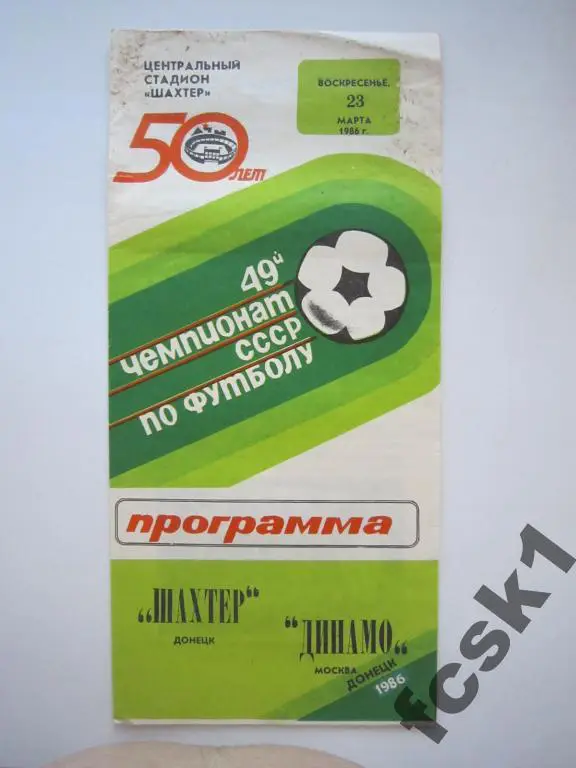 ЦЕНТРАЛЬНЫЙ
СТАДИОН
«ШАХТЕР»
50 лет
ВОСКРЕСЕНЬЕ,
23
МАРТА
1986 г.
49й
чемпионат
СССР
по футболу
программа
„ШАХТЕР"
ДОНЕЦК
"ДИНАМО„
МОСКВА
ДОНЕЦК
1986
fcsk1